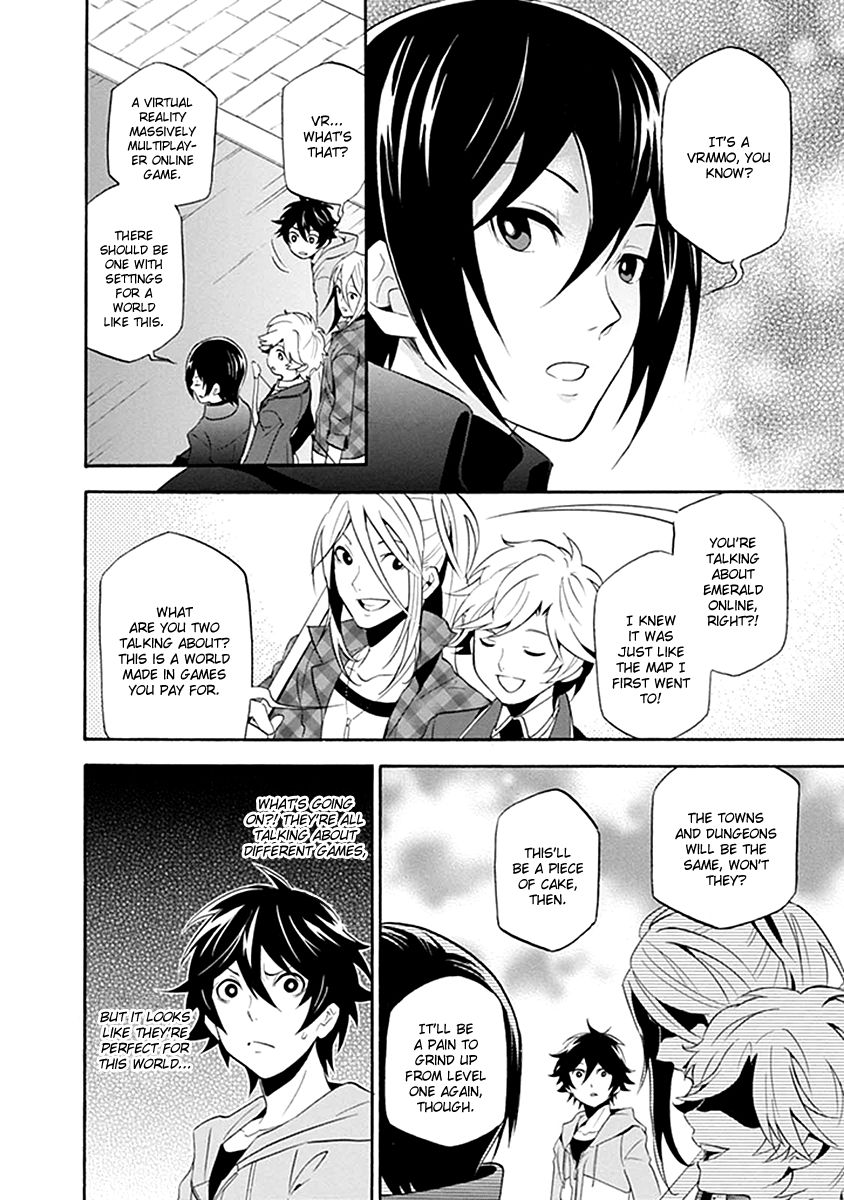 IT'S A
VRMMO, YOU
KNOW?
VR...
WHAT'S
THAT?
A VIRTUAL
REALITY
MASSIVELY
MULTIPLAY-
ER ONLINE
GAME.
THERE
SHOULD BE
ONE WITH
SETTINGS
FOR A
WORLD
LIKE THIS.
YOU'RE
TALKING
ABOUT
EMERALD
ONLINE,
RIGHT?!
I KNEW
IT WAS
JUST LIKE
THE MAP I
FIRST WENT
TO!
WHAT
ARE YOU TWO
TALKING ABOUT?
THIS IS A WORLD
MADE IN GAMES
YOU PAY FOR.
THE TOWNS
AND DUNGEONS
WILL BE THE
SAME, WON'T
THEY?
THIS'LL
BE A PIECE
OF CAKE,
THEN.
IT'LL BE
A PAIN TO
GRIND UP
FROM LEVEL
ONE AGAIN,
THOUGH.
WHAT'S GOING
ON?! THEY'RE ALL
TALKING ABOUT
DIFFERENT GAMES,
BUT IT LOOKS
LIKE THEY'RE
PERFECT FOR
THIS WORLD...